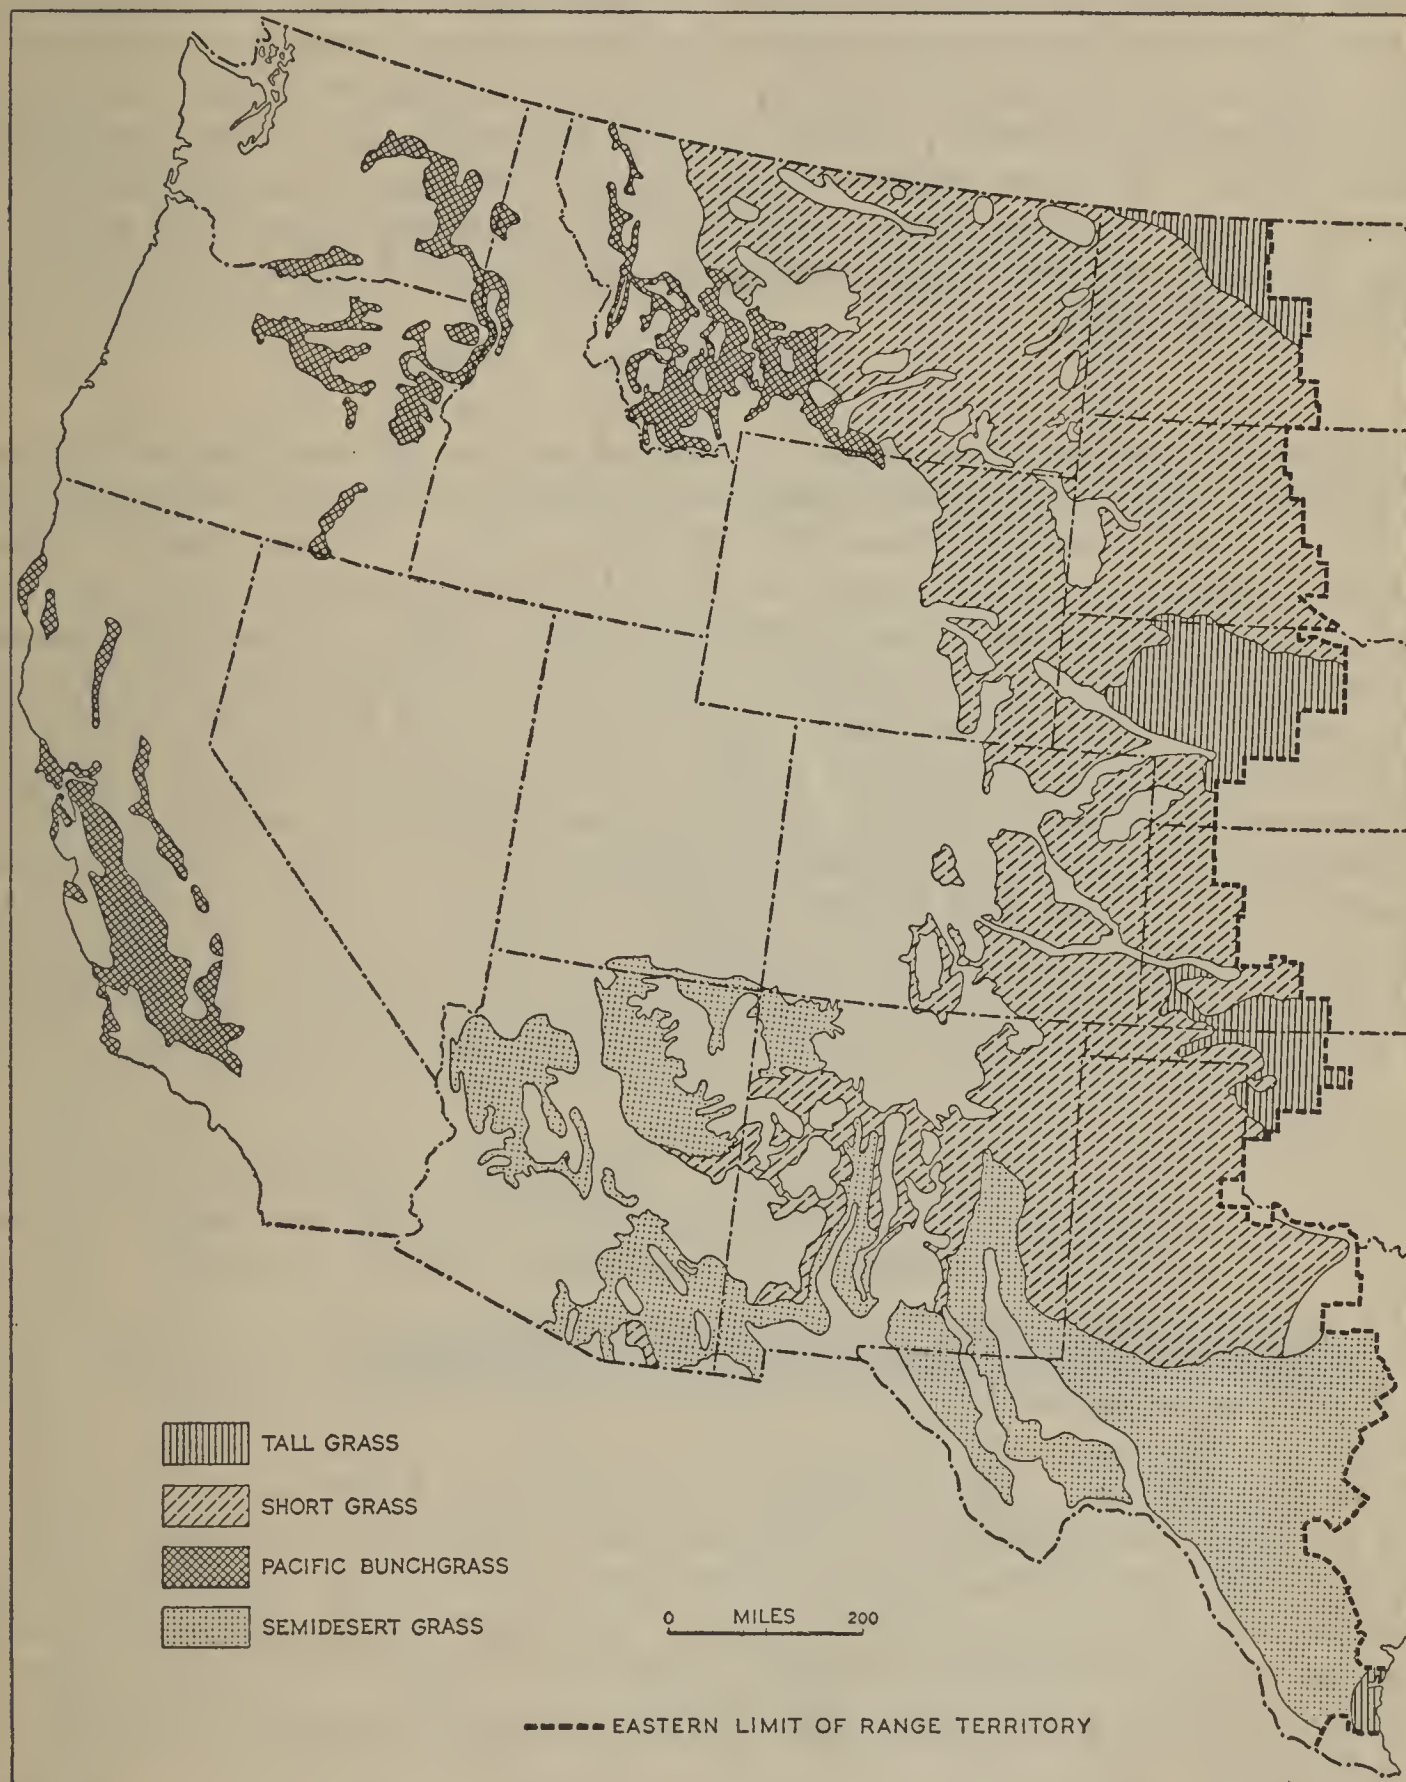 TALL GRASS
SHORT GRASS
PACIFIC BUNCHGRASS
SEMIDESERT GRASS
0 MILES 200
EASTERN LIMIT OF RANGE TERRITORY